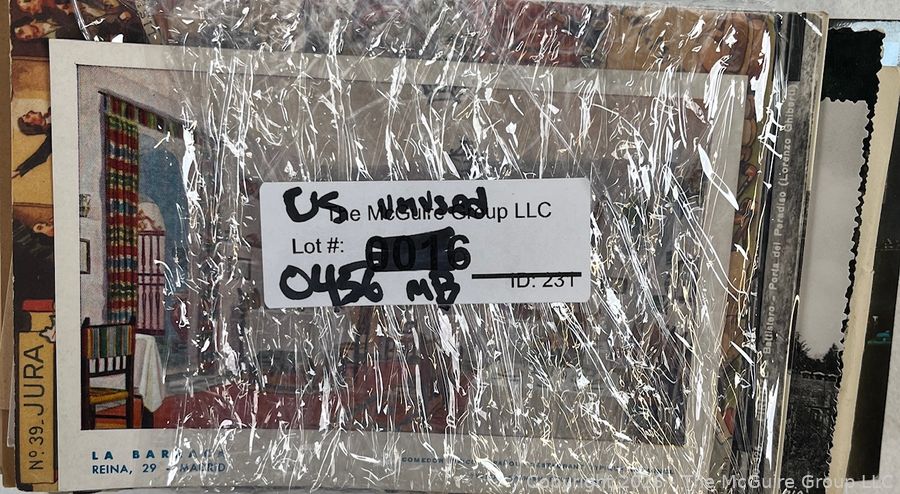 The McGuire Group LLC
us unused
Lot #: 0016
0456 MB
ID: 231
LA BARRACA
REINA, 29 - MADRID
Nº.39. JURA
Porta del Paradiso (Lorenzo Ghiberti)
Copyright 2026 The McGuire Group LLC